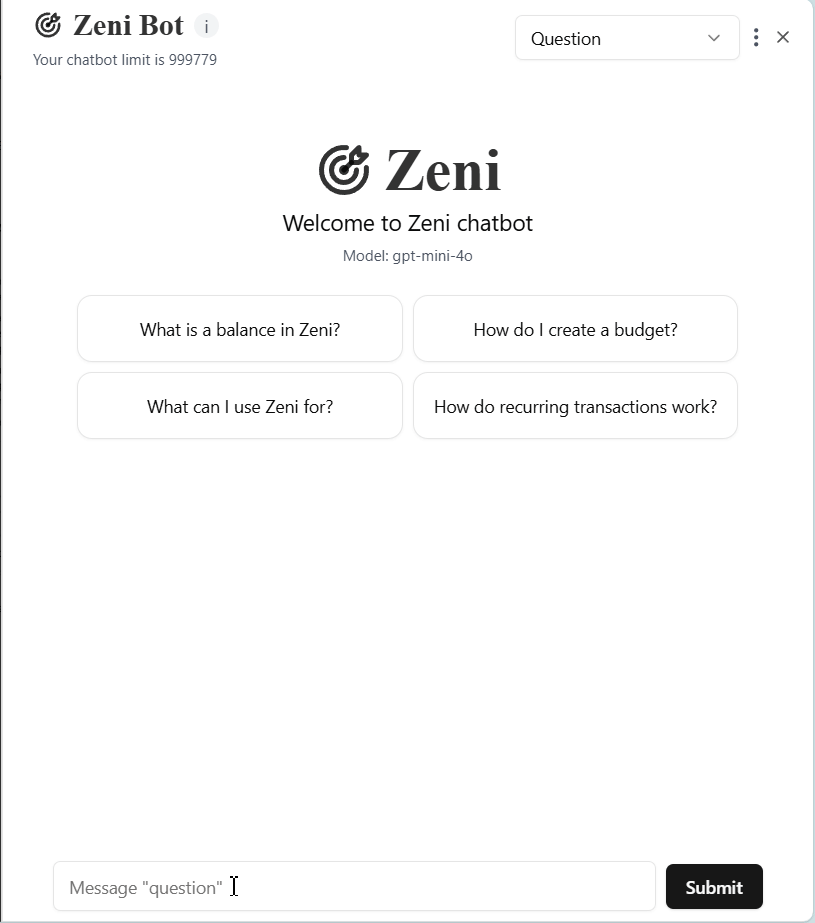 Zeni Bot i
Your chatbot limit is 999779
Question
Zeni
Welcome to Zeni chatbot
Model: gpt-mini-4o
What is a balance in Zeni?
How do I create a budget?
What can I use Zeni for?
How do recurring transactions work?
Message "question"
Submit